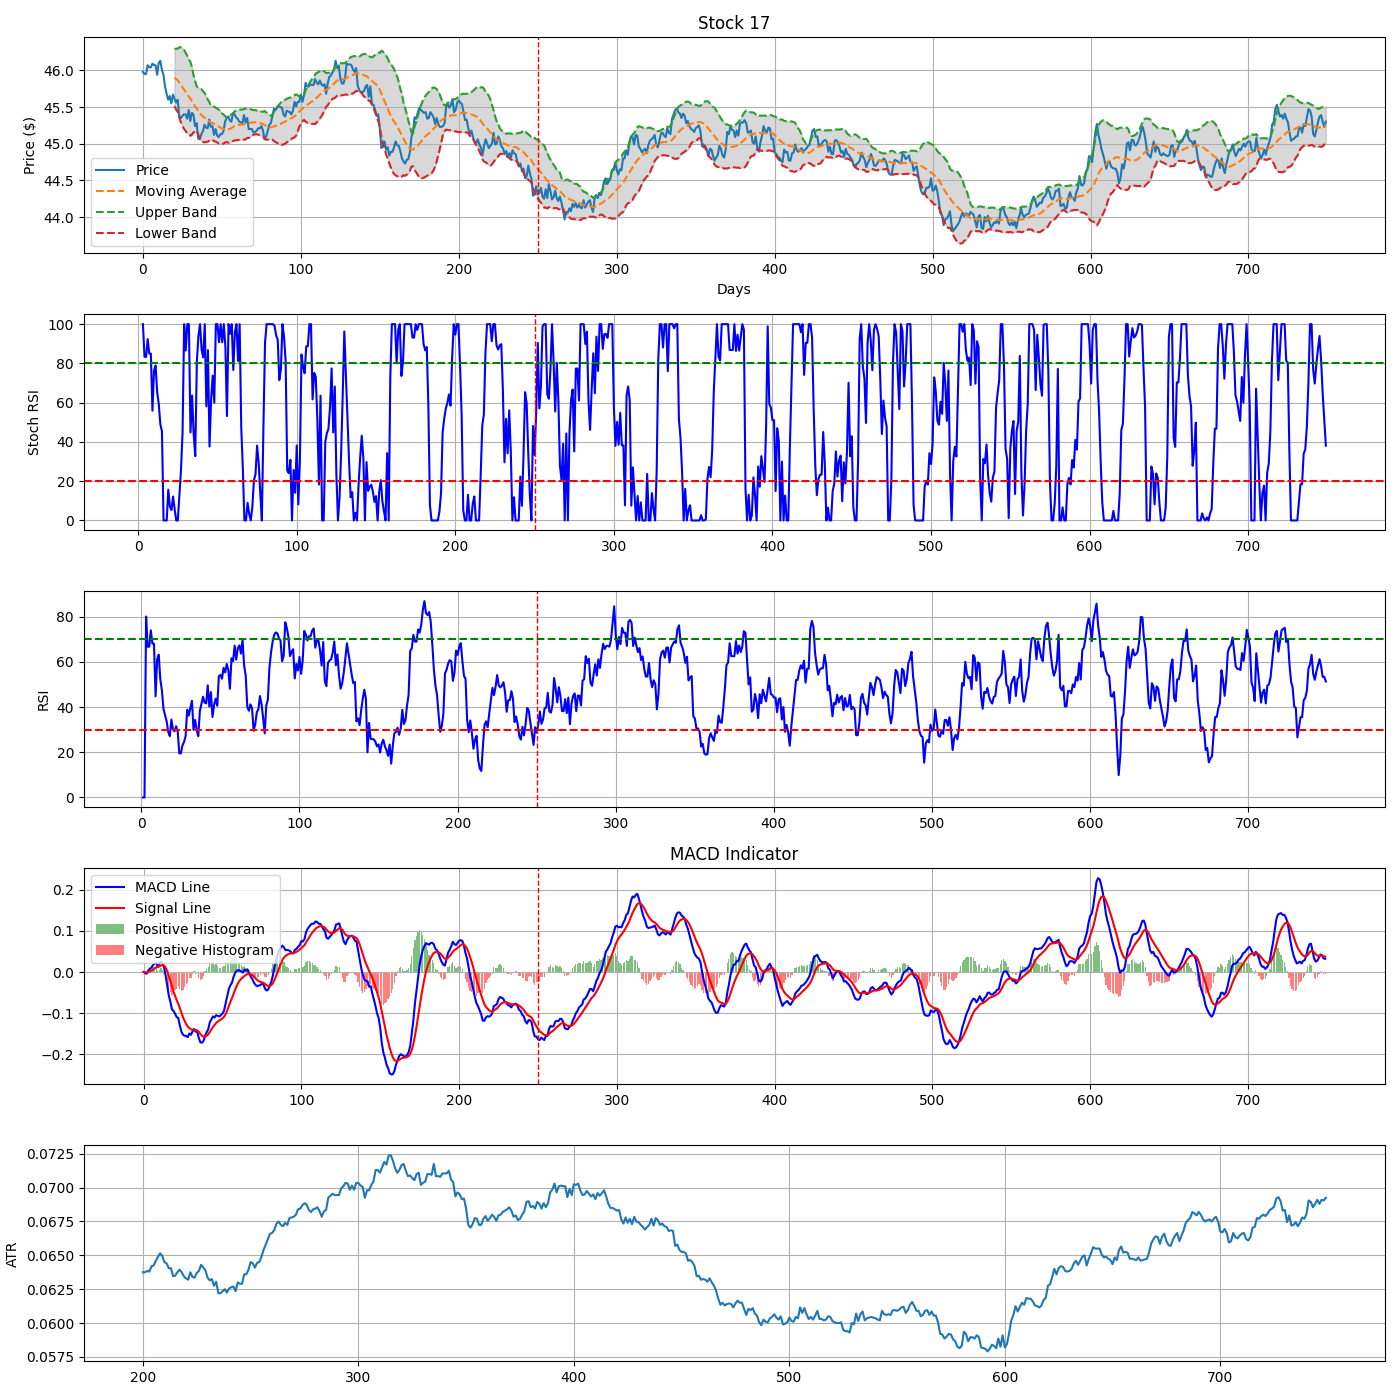 Stock 17
Price ($)
46.0
45.5
45.0
44.5
44.0
Price
Moving Average
Upper Band
Lower Band
0 100 200 300 400 500 600 700
Days
Stoch RSI
100
80
60
40
20
0
0 100 200 300 400 500 600 700
RSI
80
60
40
20
0
0 100 200 300 400 500 600 700
MACD Indicator
0.2
0.1
0.0
−0.1
−0.2
MACD Line
Signal Line
Positive Histogram
Negative Histogram
0 100 200 300 400 500 600 700
ATR
0.0725
0.0700
0.0675
0.0650
0.0625
0.0600
0.0575
200 300 400 500 600 700